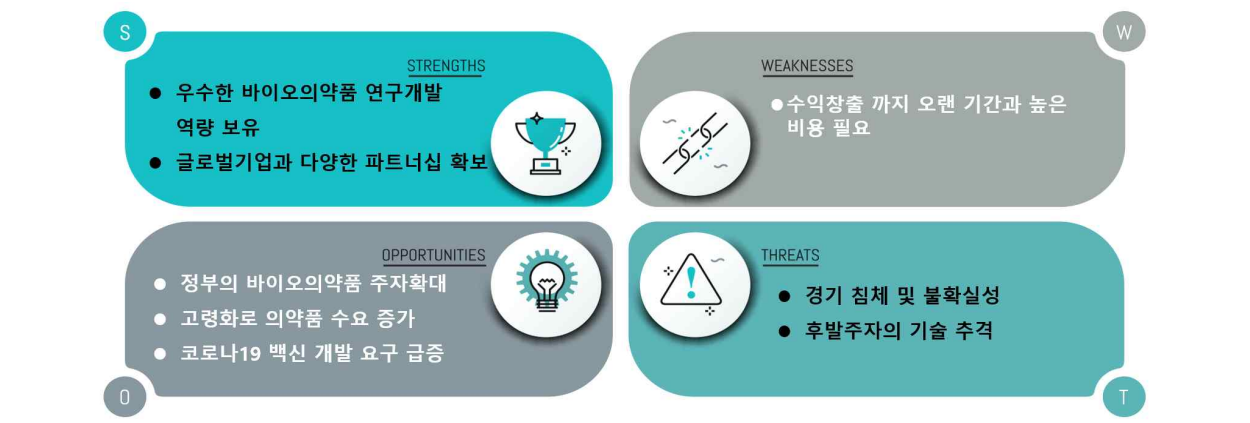 S
STRENGTHS
● 우수한 바이오의약품 연구개발
역량 보유
● 글로벌기업과 다양한 파트너십 확보
W
WEAKNESSES
●수익창출 까지 오랜 기간과 높은
비용 필요
OPPORTUNITIES
● 정부의 바이오의약품 주자확대
● 고령화로 의약품 수요 증가
● 코로나19 백신 개발 요구 급증
O
THREATS
● 경기 침체 및 불확실성
● 후발주자의 기술 추격
T